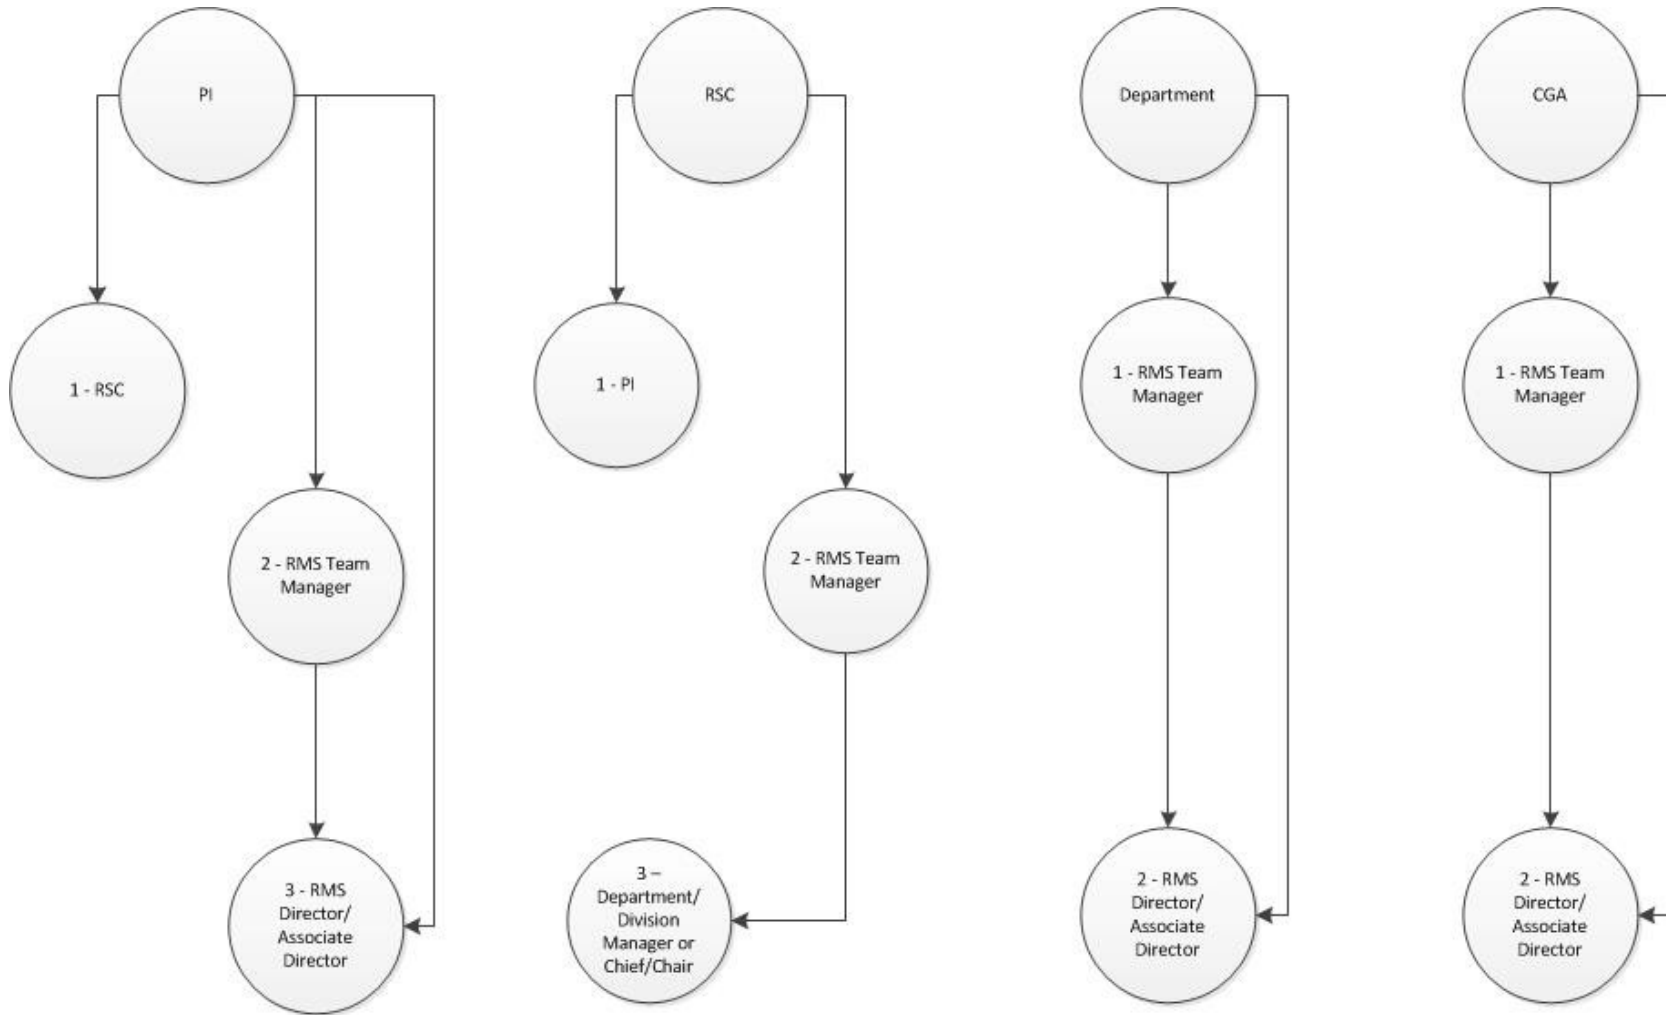 PI
RSC
Department
CGA
1 - RSC
1 - PI
1 - RMS Team
Manager
1 - RMS Team
Manager
2 - RMS Team
Manager
2 - RMS Team
Manager
3 - RMS
Director/
Associate
Director
3 –
Department/
Division
Manager or
Chief/Chair
2 - RMS
Director/
Associate
Director
2 - RMS
Director/
Associate
Director